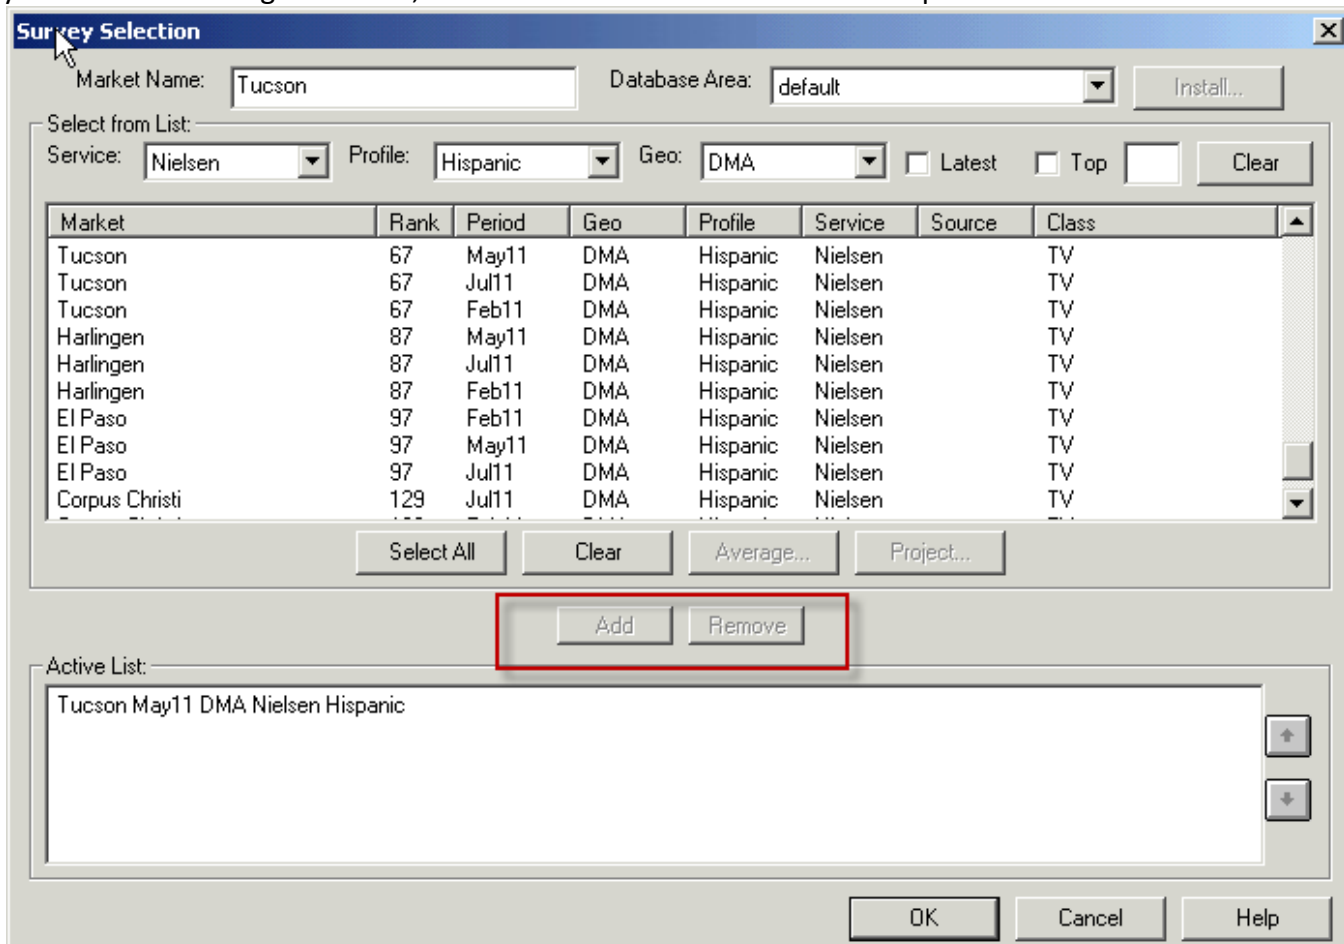 Survey Selection
Market Name: Tucson Database Area: default Install...
Select from List:
Service: Nielsen Profile: Hispanic Geo: DMA Latest Top Clear
Market Rank Period Geo Profile Service Source Class
Tucson 67 May11 DMA Hispanic Nielsen TV
Tucson 67 Jul11 DMA Hispanic Nielsen TV
Tucson 67 Feb11 DMA Hispanic Nielsen TV
Harlingen 87 May11 DMA Hispanic Nielsen TV
Harlingen 87 Jul11 DMA Hispanic Nielsen TV
Harlingen 87 Feb11 DMA Hispanic Nielsen TV
El Paso 97 Feb11 DMA Hispanic Nielsen TV
El Paso 97 May11 DMA Hispanic Nielsen TV
El Paso 97 Jul11 DMA Hispanic Nielsen TV
Corpus Christi 129 Jul11 DMA Hispanic Nielsen TV
Select All Clear Average... Project...
Add Remove
Active List:
Tucson May11 DMA Nielsen Hispanic
OK Cancel Help